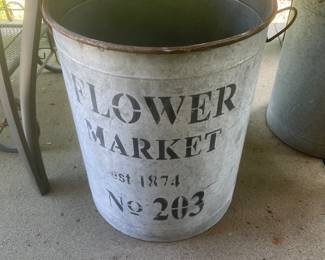 FLOWER
MARKET
est 1874
No 203